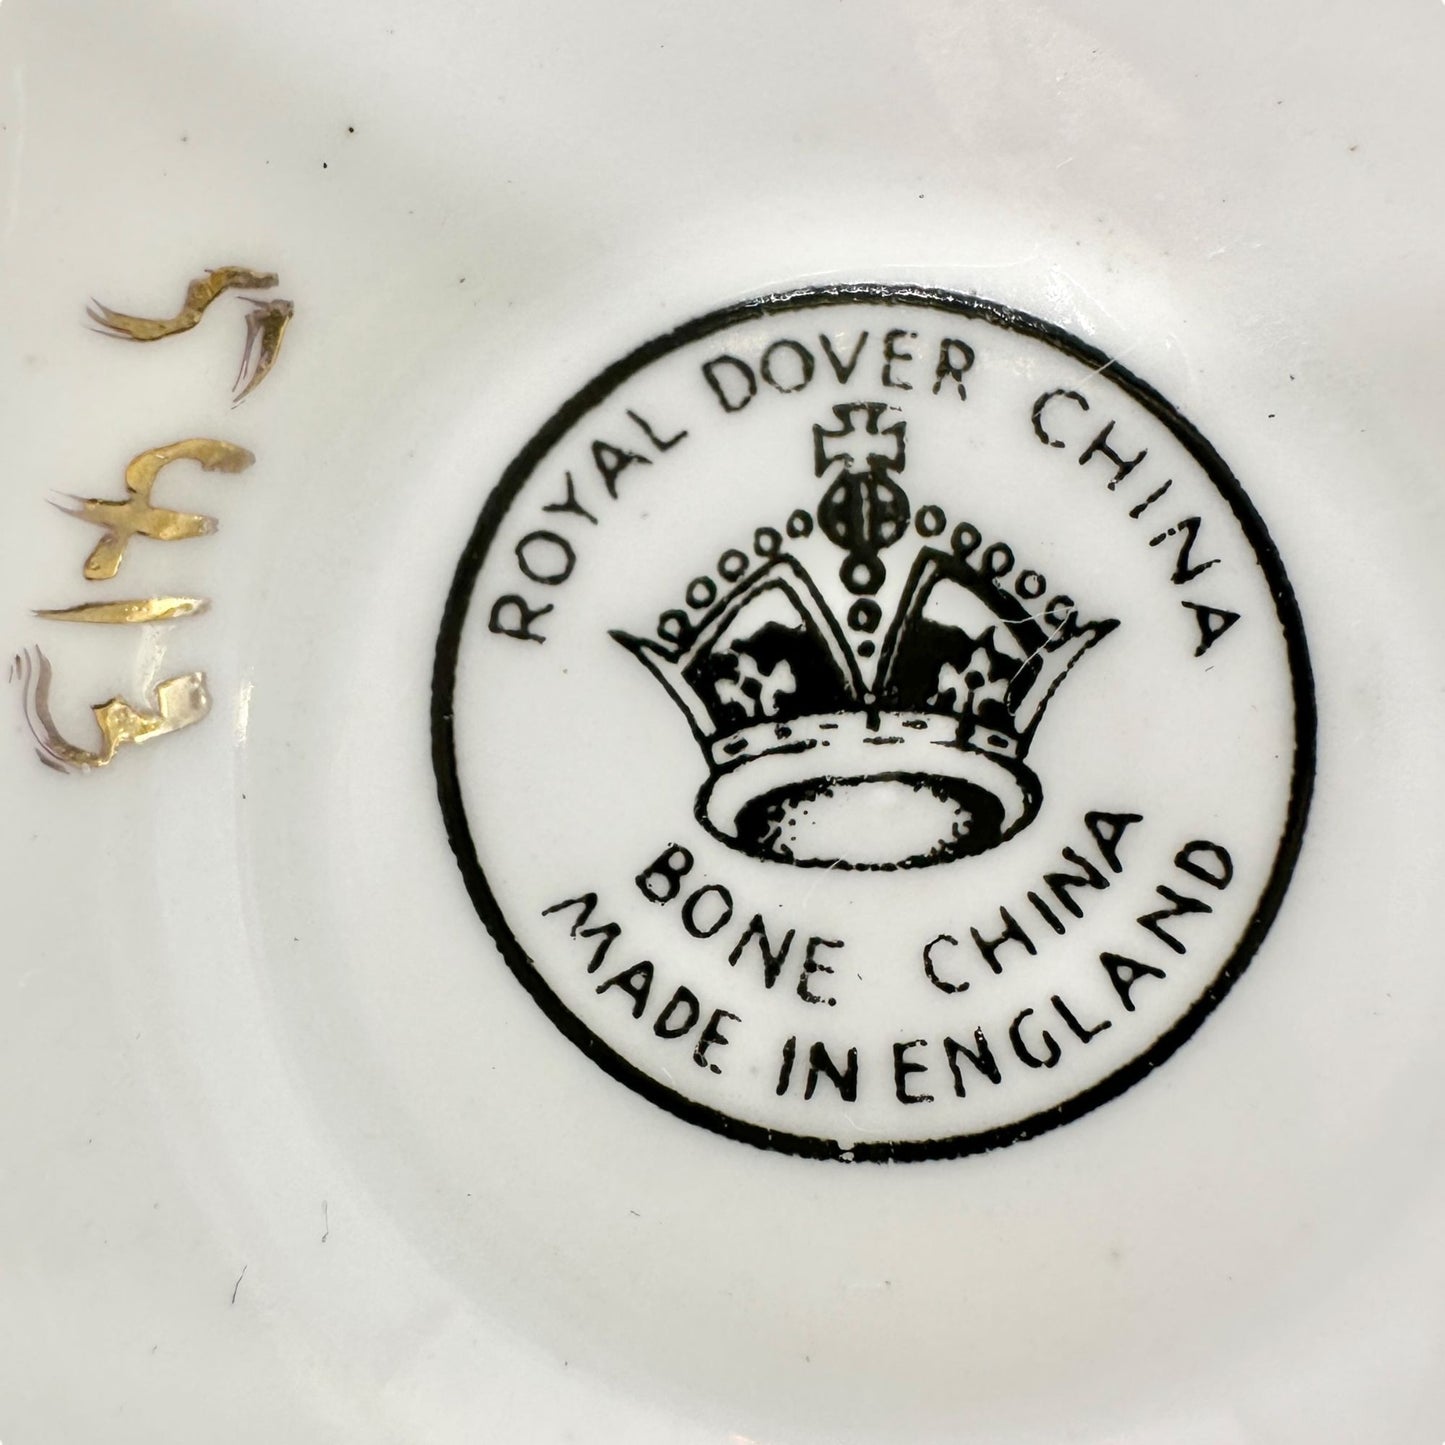 5413
ROYAL DOVER CHINA
BONE CHINA
MADE IN ENGLAND